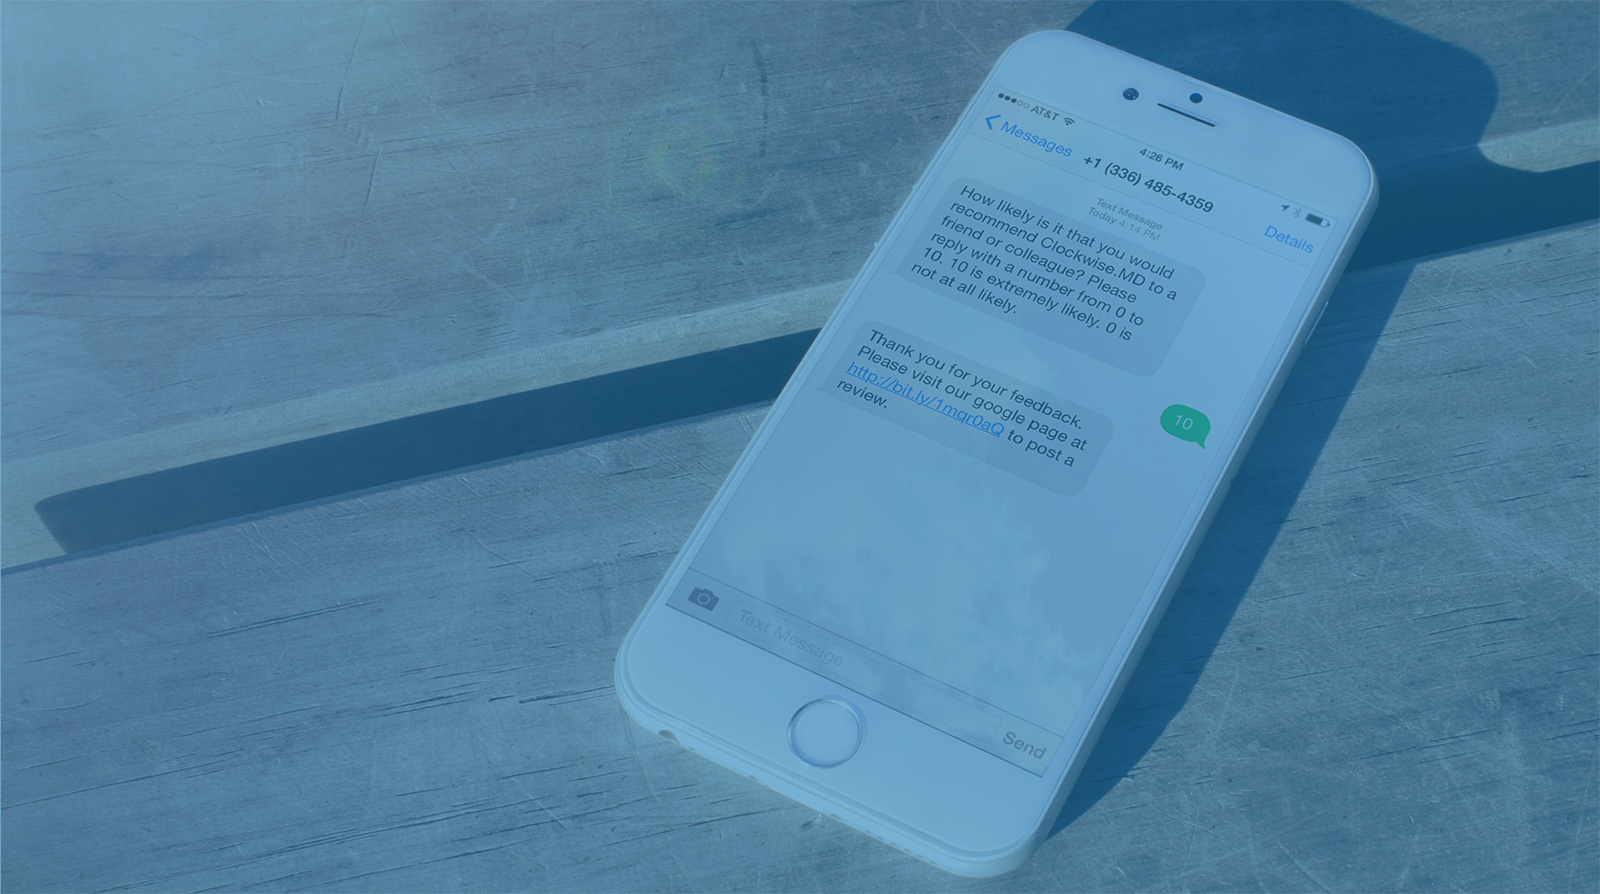 AT&T
4:26 PM
Messages
+1 (336) 485-4359
Details
Text Message
Today 4:14 PM
How likely is it that you would
recommend Clockwise.MD to a
friend or colleague? Please
reply with a number from 0 to
10. 10 is extremely likely. 0 is
not at all likely.
10
Thank you for your feedback.
Please visit our google page at
http://bit.ly/1mqr0aQ to post a
review.
Text Message
Send